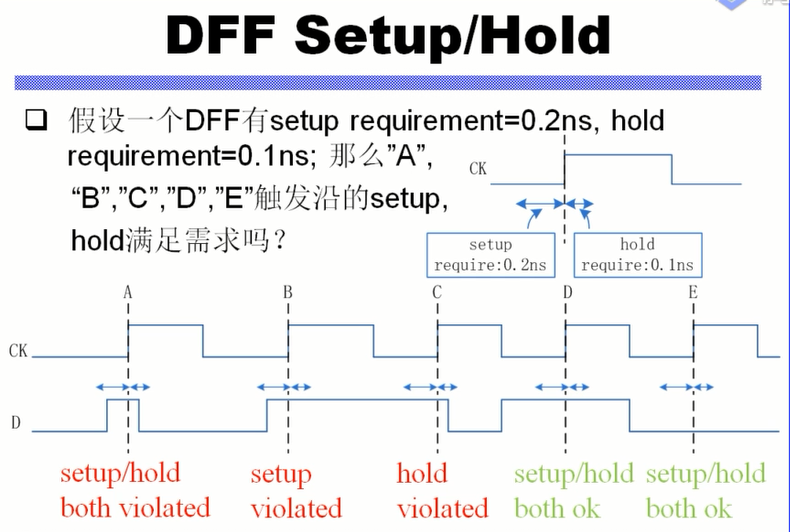 DFF Setup/Hold
假设一个DFF有setup requirement=0.2ns, hold
requirement=0.1ns; 那么”A”,
“B”,”C”,”D”,”E”触发沿的setup,
hold满足需求吗？
CK
setup
require:0.2ns
hold
require:0.1ns
A
B
C
D
E
CK
D
setup/hold
both violated
setup
violated
hold
violated
setup/hold
both ok
setup/hold
both ok